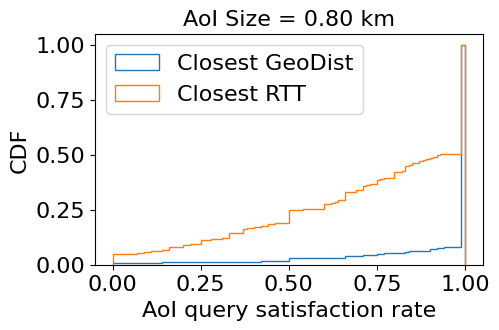 AoI Size = 0.80 km
CDF
1.00
0.75
0.50
0.25
0.00
Closest GeoDist
Closest RTT
0.00 0.25 0.50 0.75 1.00
AoI query satisfaction rate